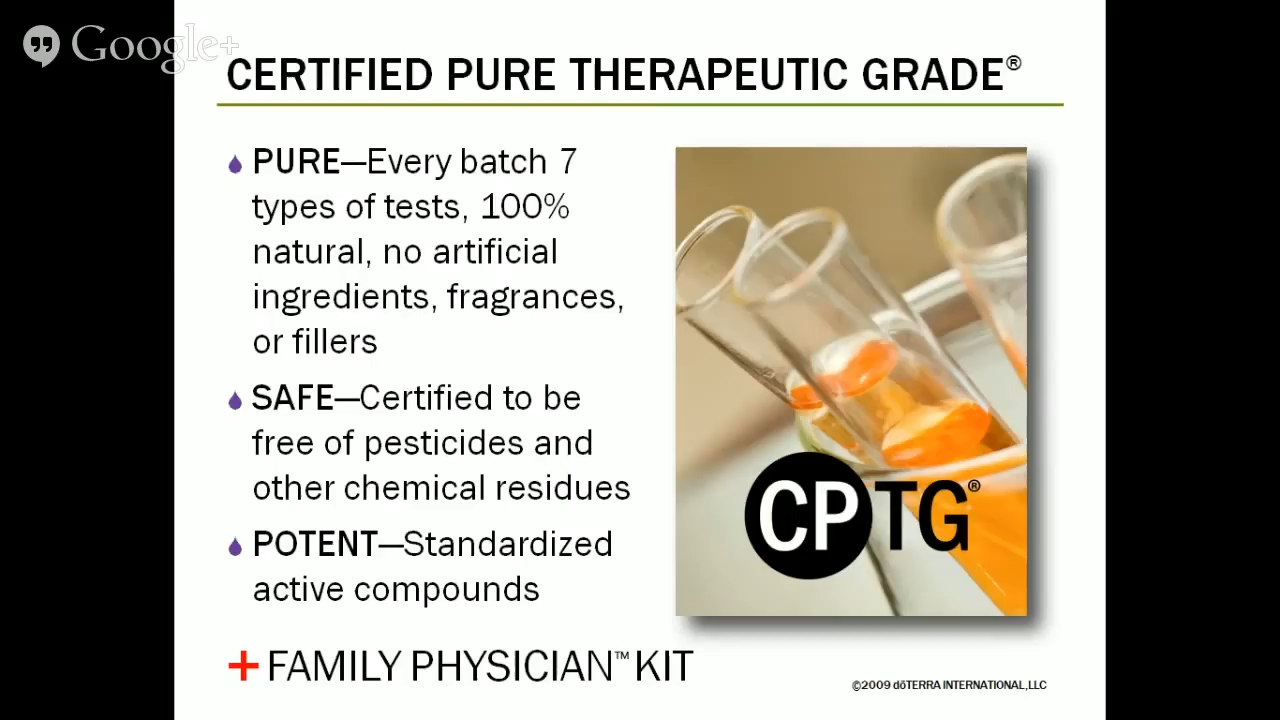 Google+
CERTIFIED PURE THERAPEUTIC GRADE®
PURE—Every batch 7
types of tests, 100%
natural, no artificial
ingredients, fragrances,
or fillers
SAFE—Certified to be
free of pesticides and
other chemical residues
POTENT—Standardized
active compounds
CPTG®
+FAMILY PHYSICIAN™ KIT
©2009 dōTERRA INTERNATIONAL,LLC